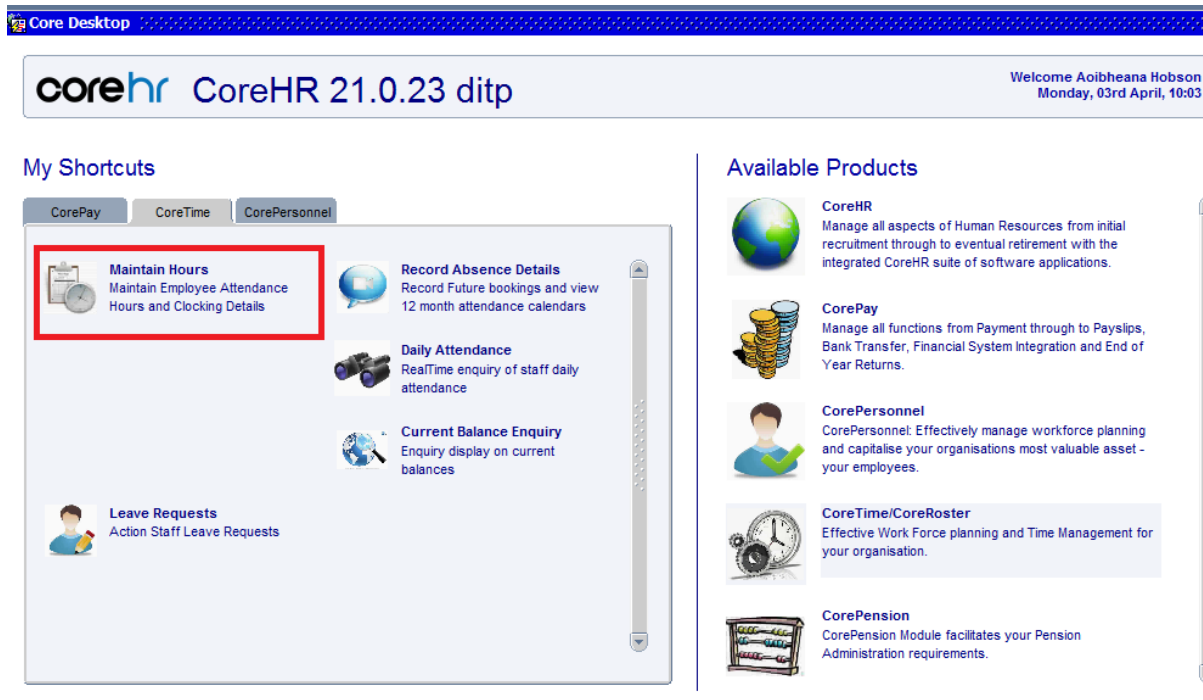 Core Desktop
corehr CoreHR 21.0.23 ditp
Welcome Aoibheana Hobson
Monday, 03rd April, 10:03
My Shortcuts
CorePay CoreTime CorePersonnel
Maintain Hours
Maintain Employee Attendance
Hours and Clocking Details
Record Absence Details
Record Future bookings and view
12 month attendance calendars
Daily Attendance
RealTime enquiry of staff daily
attendance
Current Balance Enquiry
Enquiry display on current
balances
Leave Requests
Action Staff Leave Requests
Available Products
CoreHR
Manage all aspects of Human Resources from initial
recruitment through to eventual retirement with the
integrated CoreHR suite of software applications.
CorePay
Manage all functions from Payment through to Payslips,
Bank Transfer, Financial System Integration and End of
Year Returns.
CorePersonnel
CorePersonnel: Effectively manage workforce planning
and capitalise your organisations most valuable asset -
your employees.
CoreTime/CoreRoster
Effective Work Force planning and Time Management for
your organisation.
CorePension
CorePension Module facilitates your Pension
Administration requirements.